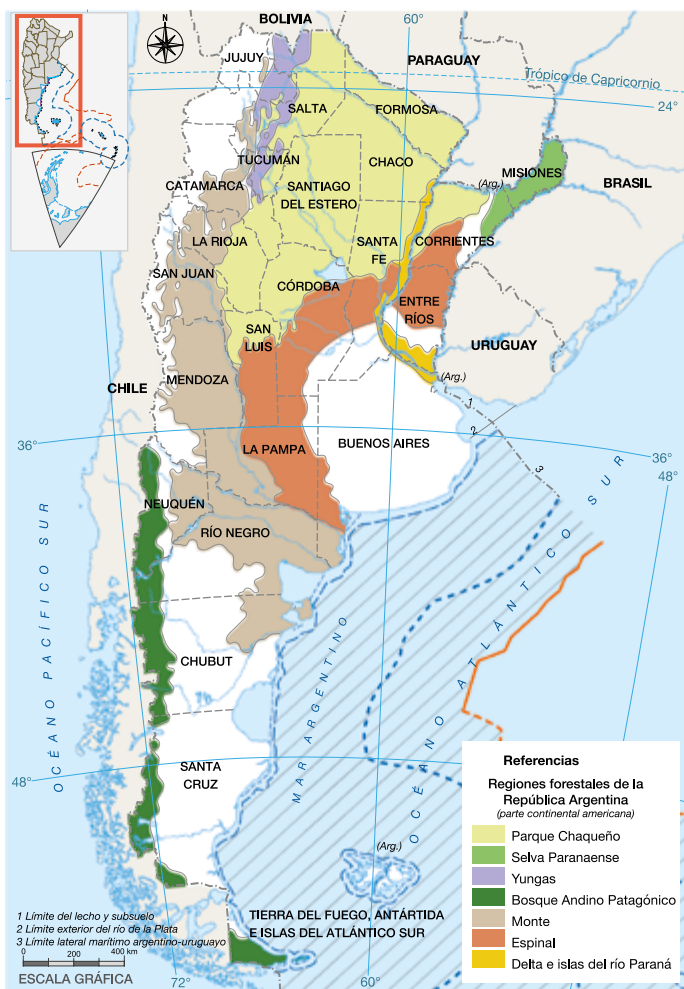 BOLIVIA
60°
N
JUJUY
PARAGUAY
Trópico de Capricornio
24°
SALTA
FORMOSA
TUCUMÁN
CHACO
CATAMARCA
SANTIAGO
DEL ESTERO
(Arg.)
MISIONES
BRASIL
LA RIOJA
SANTA
FE
CORRIENTES
SAN JUAN
CÓRDOBA
ENTRE
RÍOS
SAN
LUIS
URUGUAY
MENDOZA
(Arg.)
CHILE
1
2
3
36°
LA PAMPA
BUENOS AIRES
36°
48°
NEUQUÉN
RÍO NEGRO
OCÉANO PACÍFICO SUR
MAR ARGENTINO
OCÉANO ATLÁNTICO SUR
CHUBUT
48°
SANTA
CRUZ
(Arg.)
TIERRA DEL FUEGO, ANTÁRTIDA
E ISLAS DEL ATLÁNTICO SUR
Referencias
Regiones forestales de la
República Argentina
(parte continental americana)
Parque Chaqueño
Selva Paranaense
Yungas
Bosque Andino Patagónico
Monte
Espinal
Delta e islas del río Paraná
1 Límite del lecho y subsuelo
2 Límite exterior del río de la Plata
3 Límite lateral marítimo argentino-uruguayo
0 200 400 km
ESCALA GRÁFICA
72°
60°